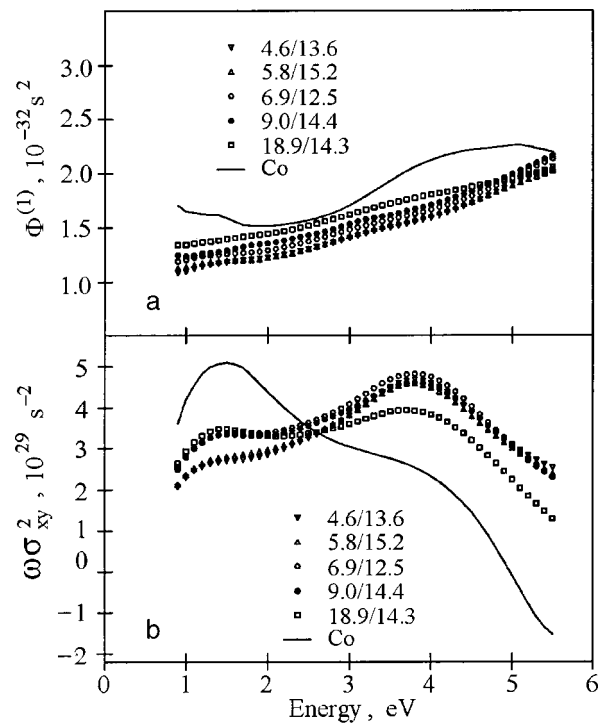 3.0
2.5
2.0
1.5
1.0
Φ(1) , 10−32 s2
4.6/13.6
5.8/15.2
6.9/12.5
9.0/14.4
18.9/14.3
Co
a
5
4
3
2
1
0
−1
−2
ωσ2xy , 1029 s−2
4.6/13.6
5.8/15.2
6.9/12.5
9.0/14.4
18.9/14.3
Co
b
0 1 2 3 4 5 6
Energy , eV